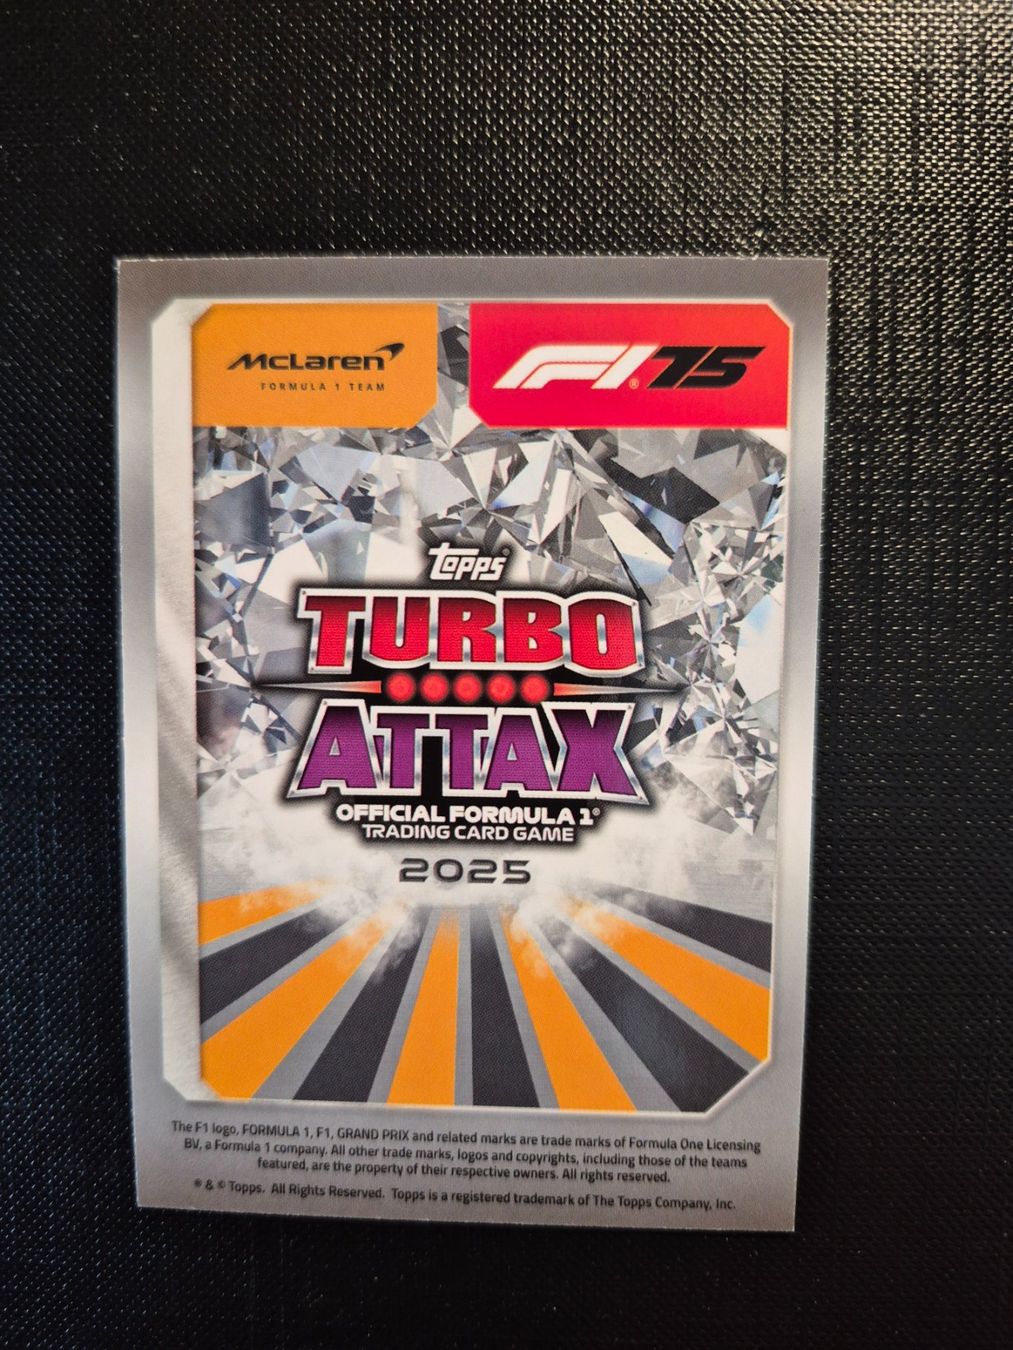 McLaren
FORMULA 1 TEAM
F1® 75
Topps®
TURBO
ATTAX
OFFICIAL FORMULA 1®
TRADING CARD GAME
2025
The F1 logo, FORMULA 1, F1, GRAND PRIX and related marks are trade marks of Formula One Licensing
BV, a Formula 1 company. All other trade marks, logos and copyrights, including those of the teams
featured, are the property of their respective owners. All rights reserved.
® & © Topps. All Rights Reserved. Topps is a registered trademark of The Topps Company, Inc.